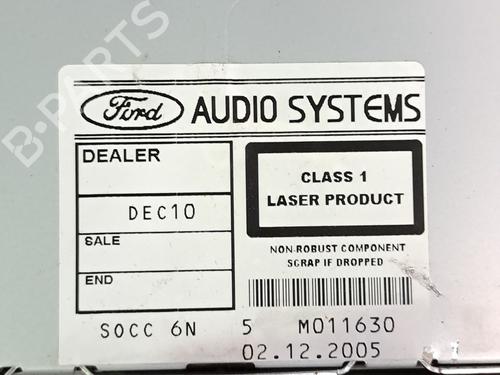 B-PARTS
Ford AUDIO SYSTEMS
DEALER
DEC10
SALE
END
CLASS 1
LASER PRODUCT
NON-ROBUST COMPONENT
SCRAP IF DROPPED
SOCC 6N 5 M011630
02.12.2005